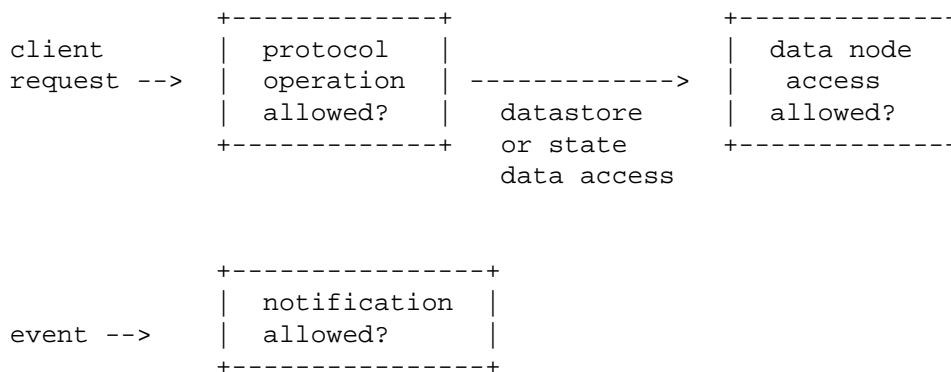 +-------------+                 +-------------
client       |  protocol   |                 |  data node
request -->  |  operation  | ------------->  |   access
             |  allowed?   |   datastore     |  allowed?
             +-------------+   or state      +-------------
                               data access
             +----------------+
             |  notification  |
event -->    |  allowed?      |
             +----------------+